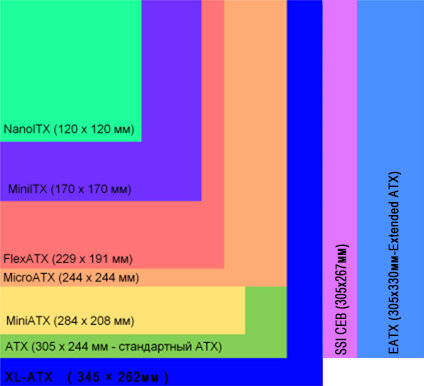 NanoITX (120 x 120 мм)
MiniITX (170 x 170 мм)
FlexATX (229 x 191 мм)
MicroATX (244 x 244 мм)
MiniATX (284 x 208 мм)
ATX (305 x 244 мм - стандартный ATX)
XL-ATX ( 345 × 262мм )
SSI CEB (305x267мм)
EATX (305x330мм-Extended ATX)